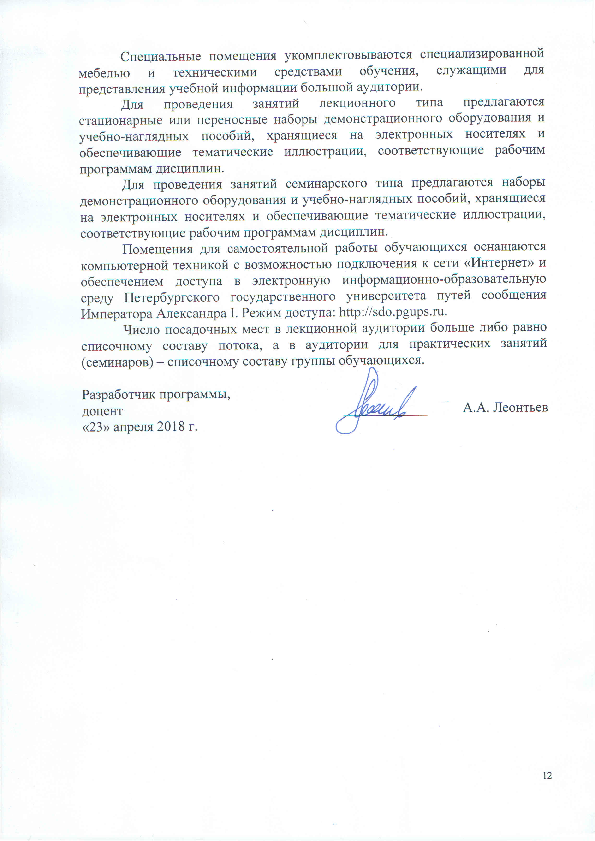 Специальные помещения укомплектовываются специализированной
мебелью и техническими средствами обучения, служащими для
представления учебной информации большой аудитории.
Для проведения занятий лекционного типа предлагаются
стационарные или переносные наборы демонстрационного оборудования и
учебно-наглядных пособий, хранящиеся на электронных носителях и
обеспечивающие тематические иллюстрации, соответствующие рабочим
программам дисциплин.
Для проведения занятий семинарского типа предлагаются наборы
демонстрационного оборудования и учебно-наглядных пособий, хранящиеся
на электронных носителях и обеспечивающие тематические иллюстрации,
соответствующие рабочим программам дисциплин.
Помещения для самостоятельной работы обучающихся оснащаются
компьютерной техникой с возможностью подключения к сети «Интернет» и
обеспечением доступа в электронную информационно-образовательную
среду Петербургского государственного университета путей сообщения
Императора Александра I. Режим доступа: http://sdo.pgups.ru.
Число посадочных мест в лекционной аудитории больше либо равно
списочному составу потока, а в аудитории для практических занятий
(семинаров) – списочному составу группы обучающихся.
Разработчик программы,
доцент А.А. Леонтьев
«23» апреля 2018 г.
12